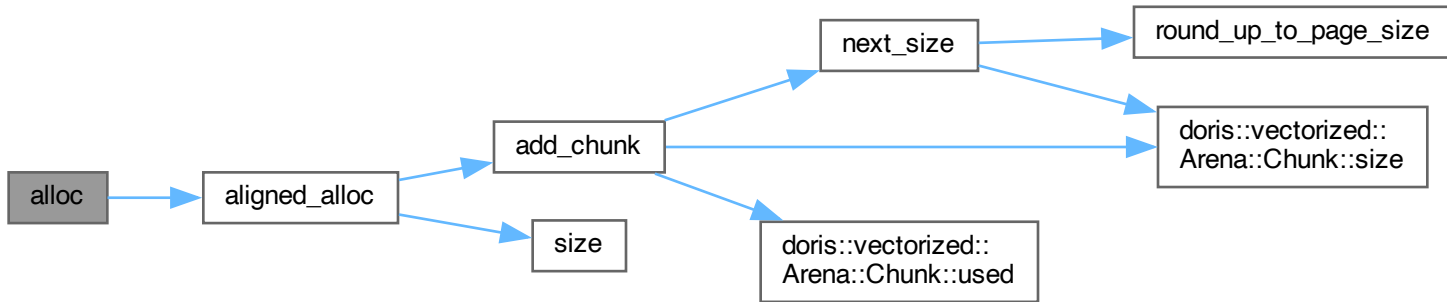 alloc
aligned_alloc
add_chunk
size
next_size
doris::vectorized::
Arena::Chunk::used
round_up_to_page_size
doris::vectorized::
Arena::Chunk::size